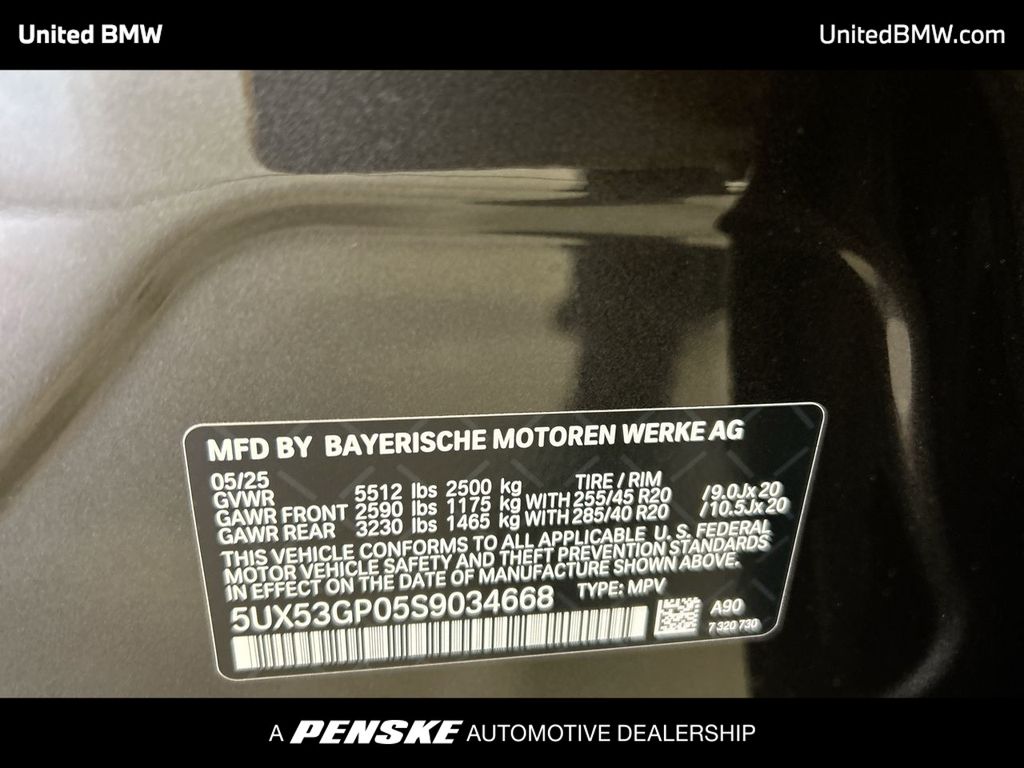 United BMW
UnitedBMW.com
MFD BY BAYERISCHE MOTOREN WERKE AG
05/25
TIRE / RIM
GVWR 5512 lbs 2500 kg
GAWR FRONT 2590 lbs 1175 kg WITH 255/45 R20 /9.0Jx20
GAWR REAR 3230 lbs 1465 kg WITH 285/40 R20 /10.5Jx20
THIS VEHICLE CONFORMS TO ALL APPLICABLE U. S. FEDERAL
MOTOR VEHICLE SAFETY AND THEFT PREVENTION STANDARDS
IN EFFECT ON THE DATE OF MANUFACTURE SHOWN ABOVE.
5UX53GP05S9034668 TYPE: MPV
A90
7 320 730
A PENSKE AUTOMOTIVE DEALERSHIP